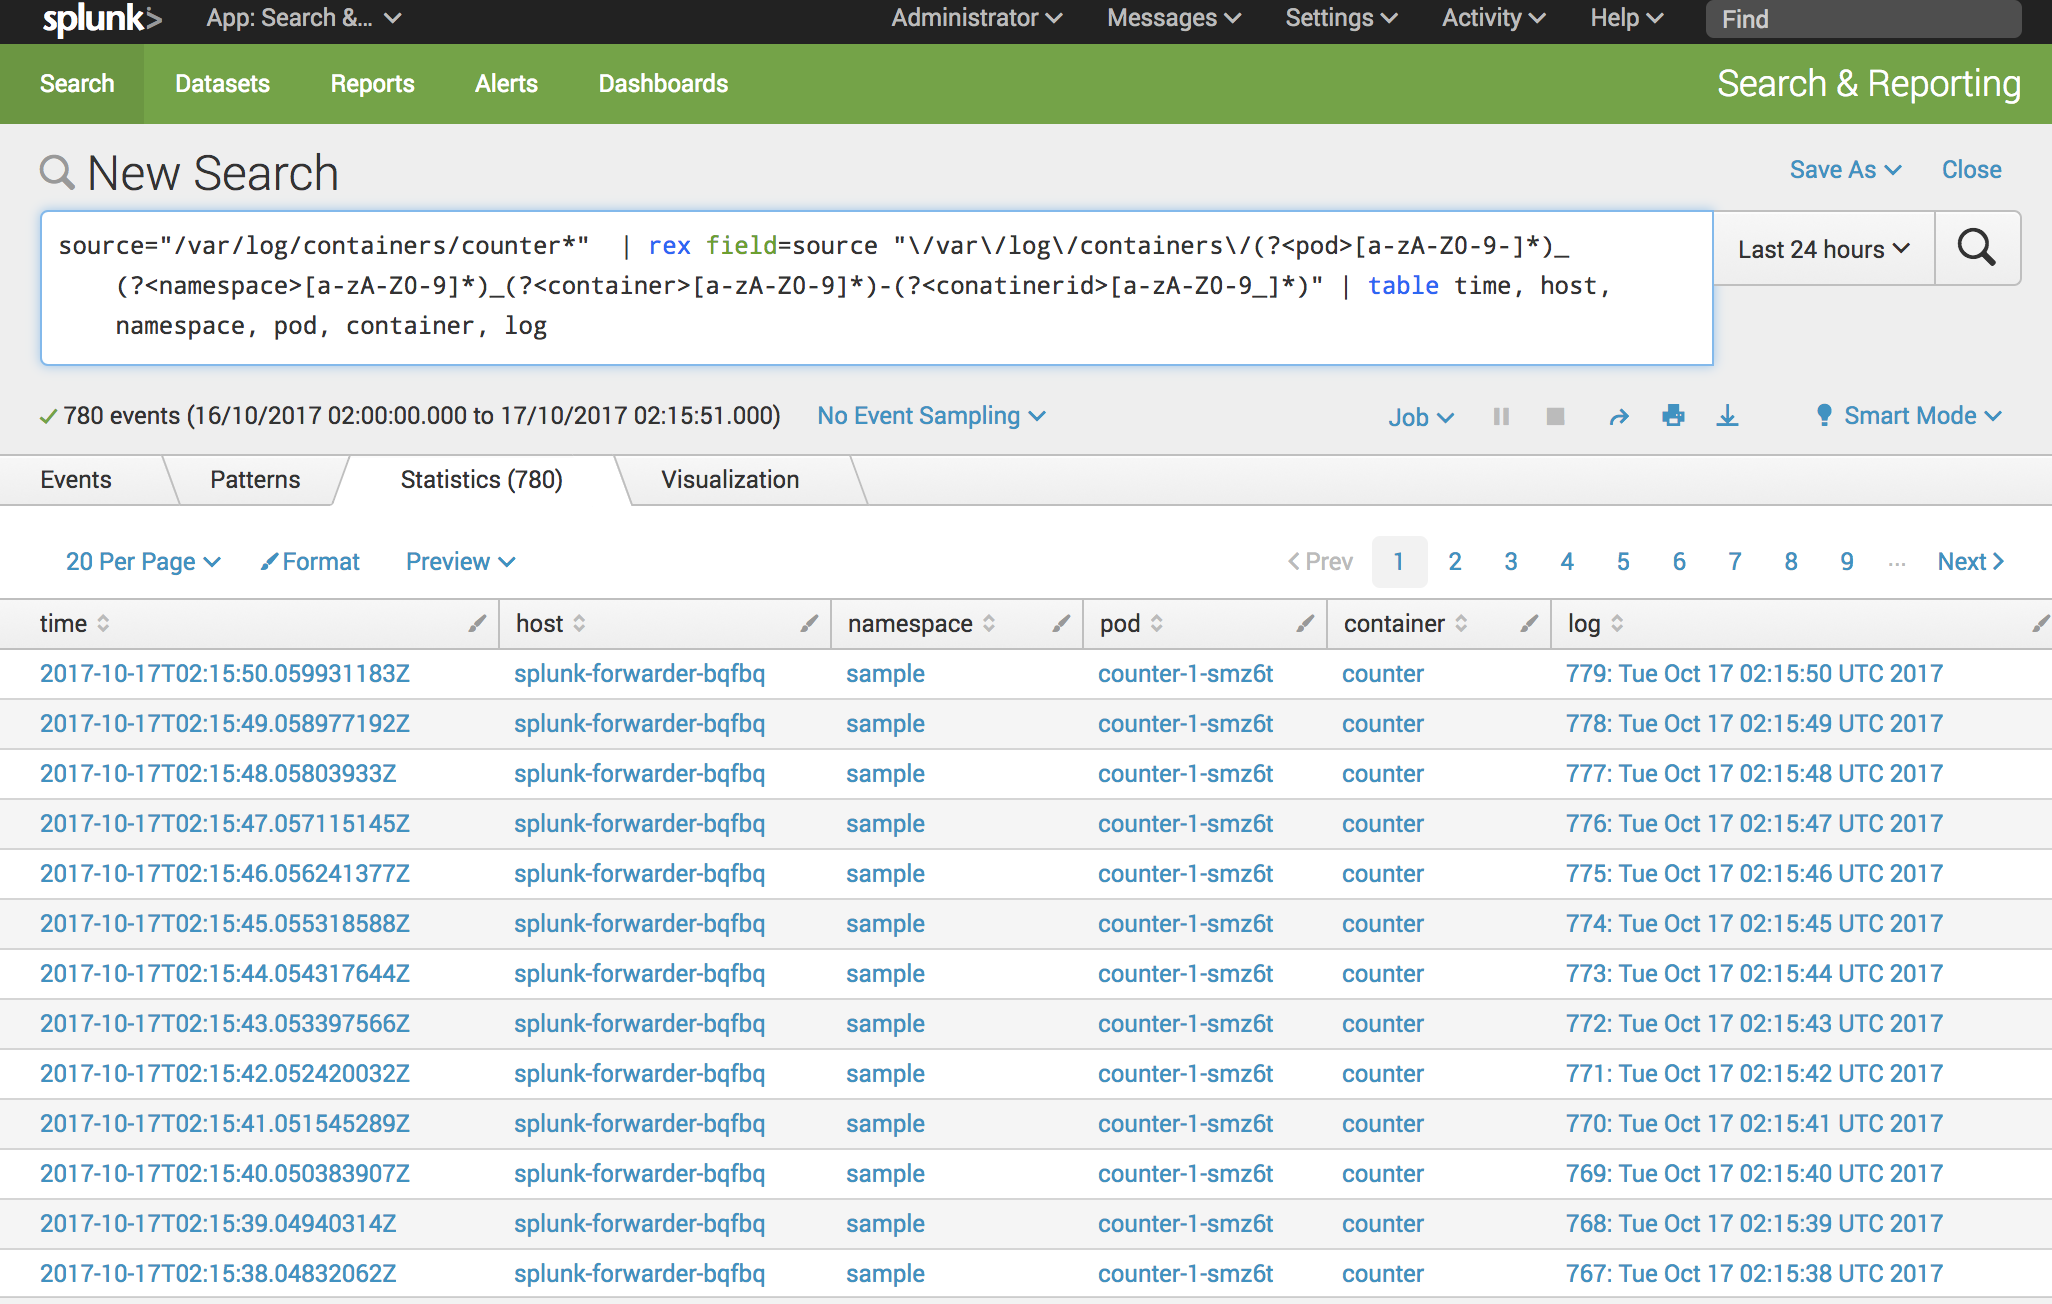 splunk> App: Search &... Administrator Messages Settings Activity Help Find
Search Datasets Reports Alerts Dashboards Search & Reporting
New Search Save As Close
source="/var/log/containers/counter*"  | rex field=source "\/var\/log\/containers\/(?<pod>[a-zA-Z0-9-]*)_
(?<namespace>[a-zA-Z0-9]*)_(?<container>[a-zA-Z0-9]*)-(?<conatinerid>[a-zA-Z0-9_]*)" | table time, host,
namespace, pod, container, log
Last 24 hours
780 events (16/10/2017 02:00:00.000 to 17/10/2017 02:15:51.000) No Event Sampling Job Smart Mode
Events Patterns Statistics (780) Visualization
20 Per Page Format Preview Prev 1 2 3 4 5 6 7 8 9 ... Next
time host namespace pod container log
2017-10-17T02:15:50.059931183Z splunk-forwarder-bqfbq sample counter-1-smz6t counter 779: Tue Oct 17 02:15:50 UTC 2017
2017-10-17T02:15:49.058977192Z splunk-forwarder-bqfbq sample counter-1-smz6t counter 778: Tue Oct 17 02:15:49 UTC 2017
2017-10-17T02:15:48.05803933Z splunk-forwarder-bqfbq sample counter-1-smz6t counter 777: Tue Oct 17 02:15:48 UTC 2017
2017-10-17T02:15:47.057115145Z splunk-forwarder-bqfbq sample counter-1-smz6t counter 776: Tue Oct 17 02:15:47 UTC 2017
2017-10-17T02:15:46.056241377Z splunk-forwarder-bqfbq sample counter-1-smz6t counter 775: Tue Oct 17 02:15:46 UTC 2017
2017-10-17T02:15:45.055318588Z splunk-forwarder-bqfbq sample counter-1-smz6t counter 774: Tue Oct 17 02:15:45 UTC 2017
2017-10-17T02:15:44.054317644Z splunk-forwarder-bqfbq sample counter-1-smz6t counter 773: Tue Oct 17 02:15:44 UTC 2017
2017-10-17T02:15:43.053397566Z splunk-forwarder-bqfbq sample counter-1-smz6t counter 772: Tue Oct 17 02:15:43 UTC 2017
2017-10-17T02:15:42.052420032Z splunk-forwarder-bqfbq sample counter-1-smz6t counter 771: Tue Oct 17 02:15:42 UTC 2017
2017-10-17T02:15:41.051545289Z splunk-forwarder-bqfbq sample counter-1-smz6t counter 770: Tue Oct 17 02:15:41 UTC 2017
2017-10-17T02:15:40.050383907Z splunk-forwarder-bqfbq sample counter-1-smz6t counter 769: Tue Oct 17 02:15:40 UTC 2017
2017-10-17T02:15:39.04940314Z splunk-forwarder-bqfbq sample counter-1-smz6t counter 768: Tue Oct 17 02:15:39 UTC 2017
2017-10-17T02:15:38.04832062Z splunk-forwarder-bqfbq sample counter-1-smz6t counter 767: Tue Oct 17 02:15:38 UTC 2017